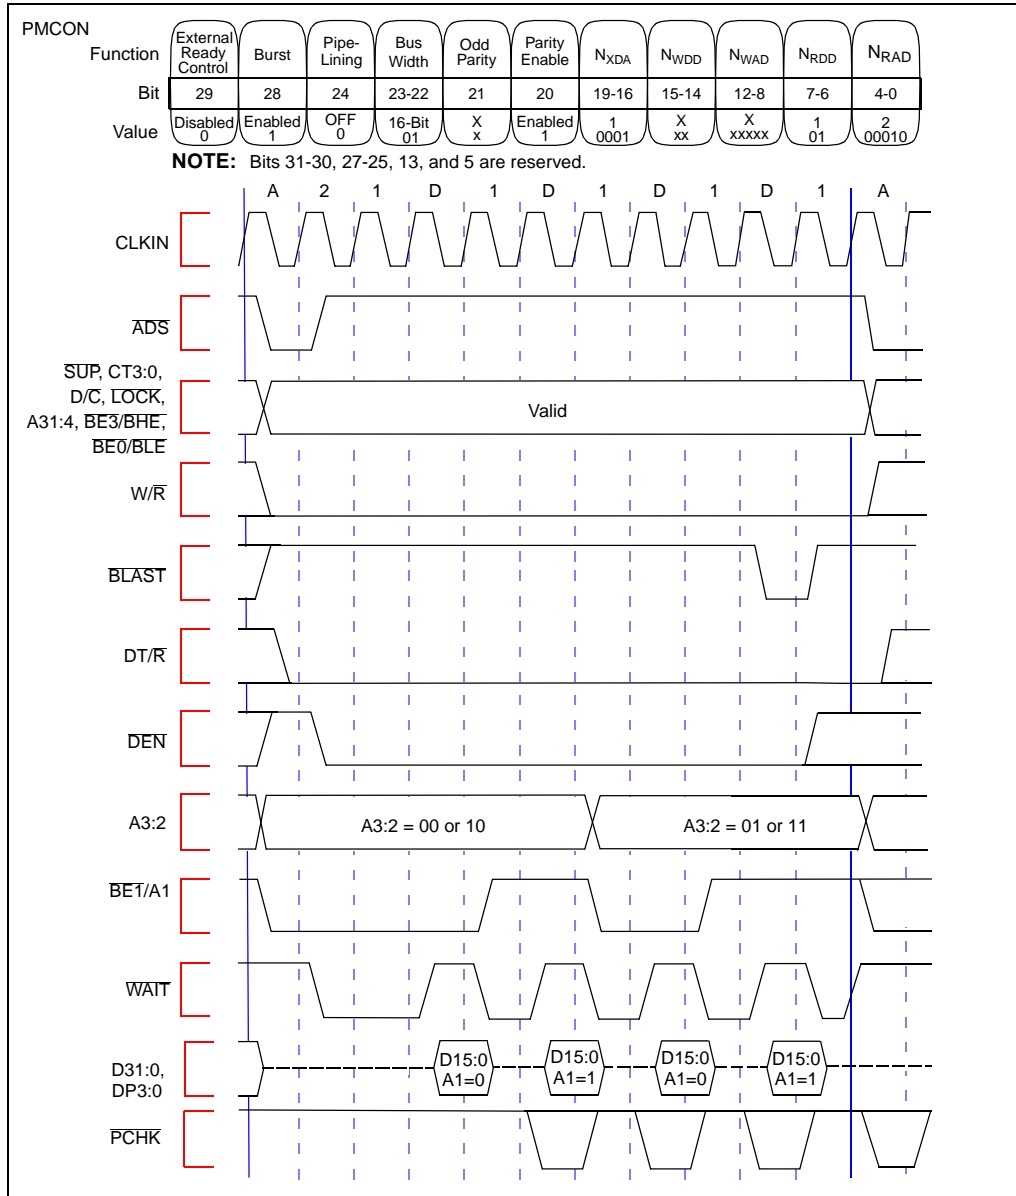 PMCON
Function External Ready Control Burst Pipe-Lining Bus Width Odd Parity Parity Enable NXDA NWDD NWAD NRDD NRAD
Bit 29 28 24 23-22 21 20 19-16 15-14 12-8 7-6 4-0
Value Disabled 0 Enabled 1 OFF 0 16-Bit 01 X x Enabled 1 1 0001 X xx X xxxxx 1 01 2 00010
NOTE: Bits 31-30, 27-25, 13, and 5 are reserved.
A 2 1 D 1 D 1 D 1 D 1 A
CLKIN
ADS
SUP, CT3:0,
D/C, LOCK,
A31:4, BE3/BHE,
BE0/BLE
Valid
W/R
BLAST
DT/R
DEN
A3:2 A3:2 = 00 or 10 A3:2 = 01 or 11
BE1/A1
WAIT
D31:0,
DP3:0
D15:0 D15:0 D15:0 D15:0
A1=0 A1=1 A1=0 A1=1
PCHK